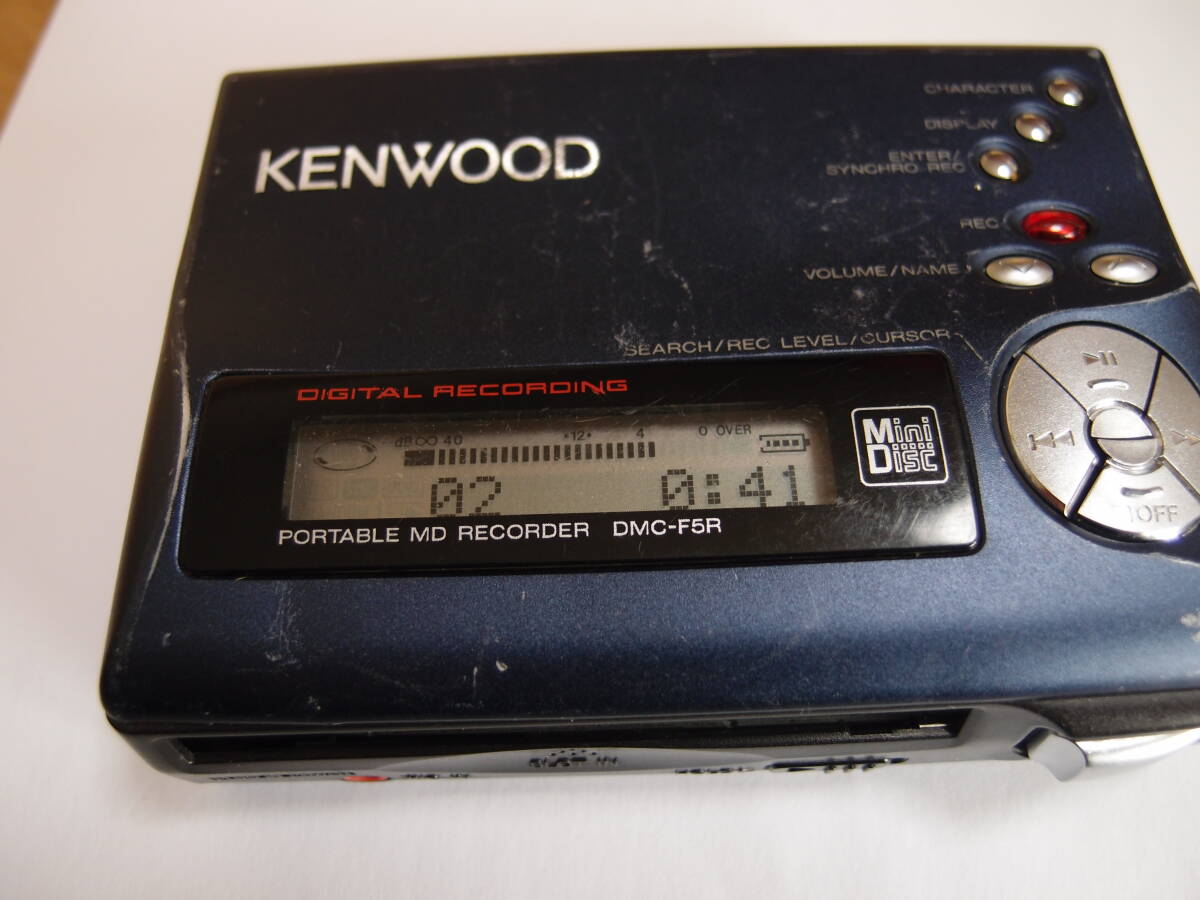 CHARACTER
KENWOOD
DISPLAY
ENTER/
SYNCHRO REC
REC
VOLUME/NAME
SEARCH/REC LEVEL/CURSOR
DIGITAL RECORDING
dB ∞ 40 •12• 4 0 OVER
02 0:41
Mini
Disc
PORTABLE MD RECORDER DMC-F5R
OFF